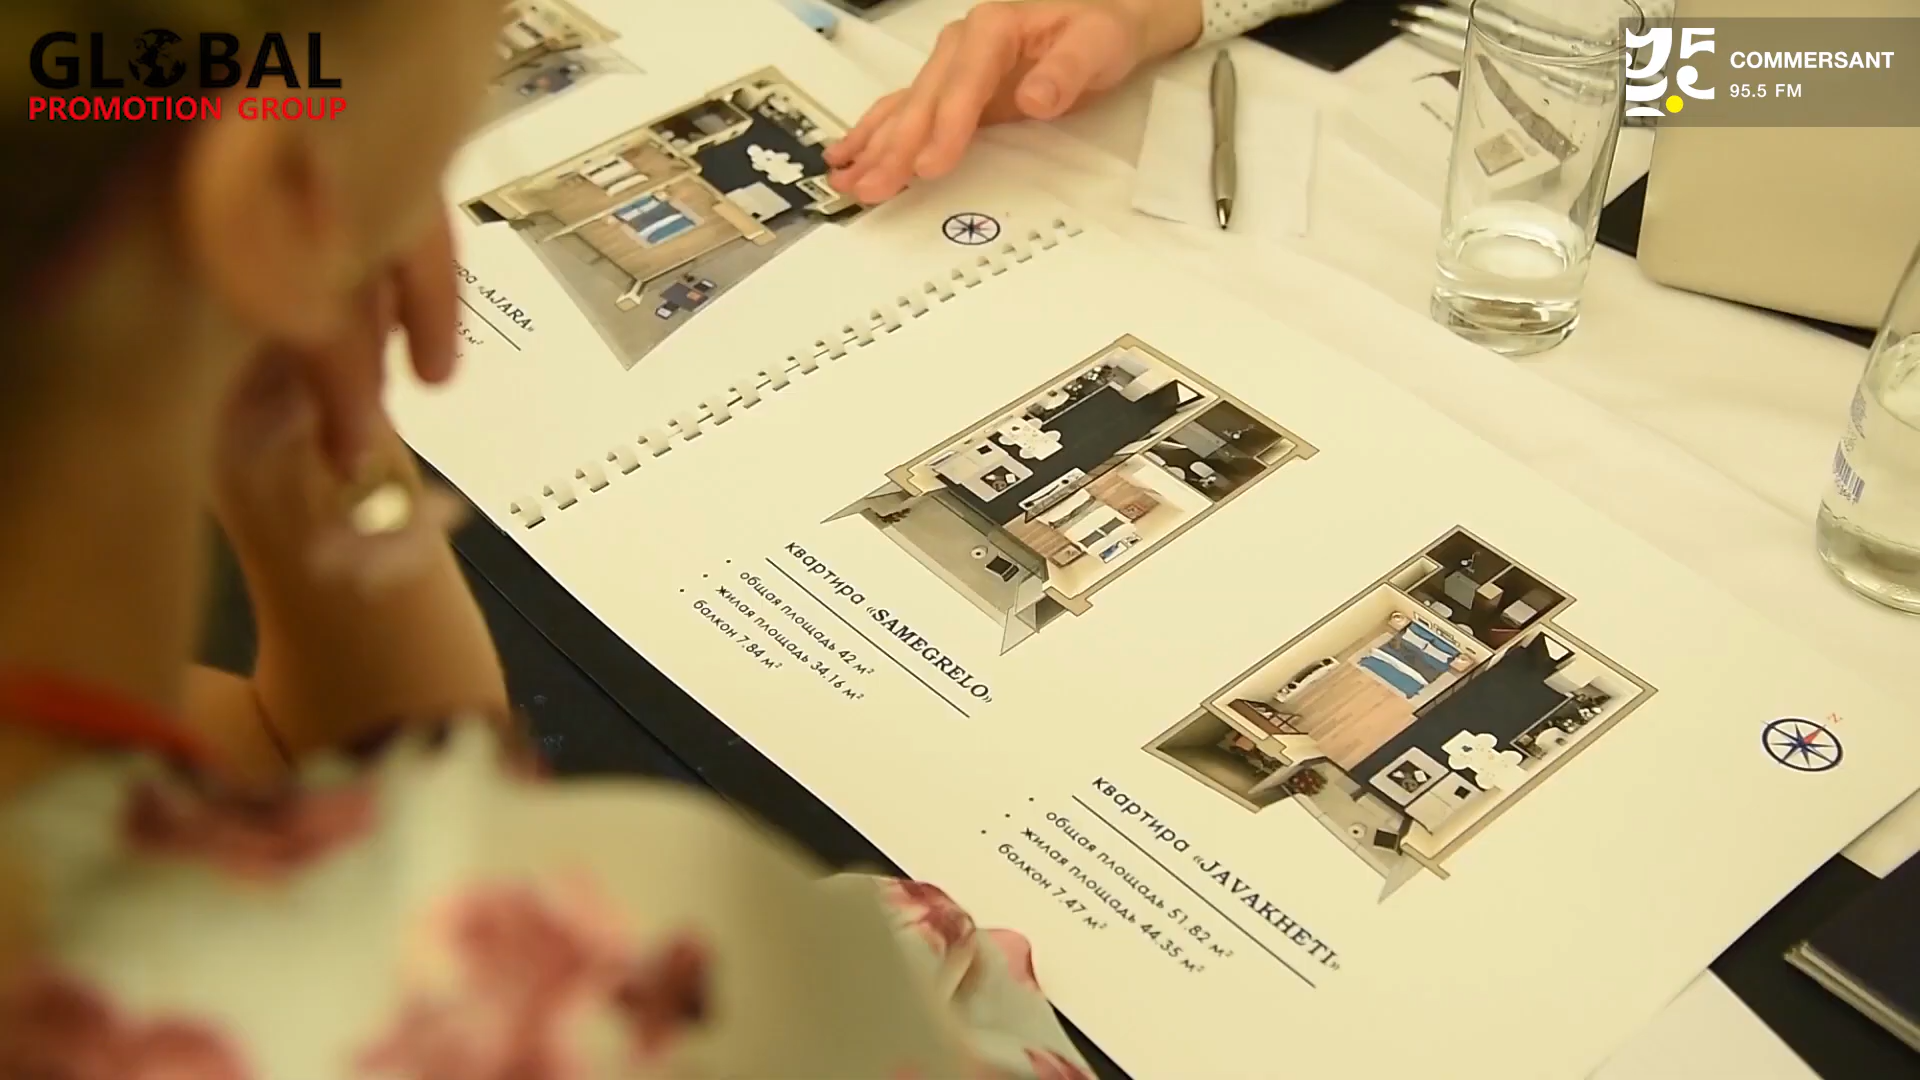 GLOBAL
PROMOTION GROUP
COMMERSANT
95.5 FM
«AJARA»
квартира «SAMEGRELO»
общая площадь 42 м²
жилая площадь 34.16 м²
балкон 7.84 м²
квартира «JAVAKHETI»
общая площадь 51.82 м²
жилая площадь 44.35 м²
балкон 7.47 м²
N